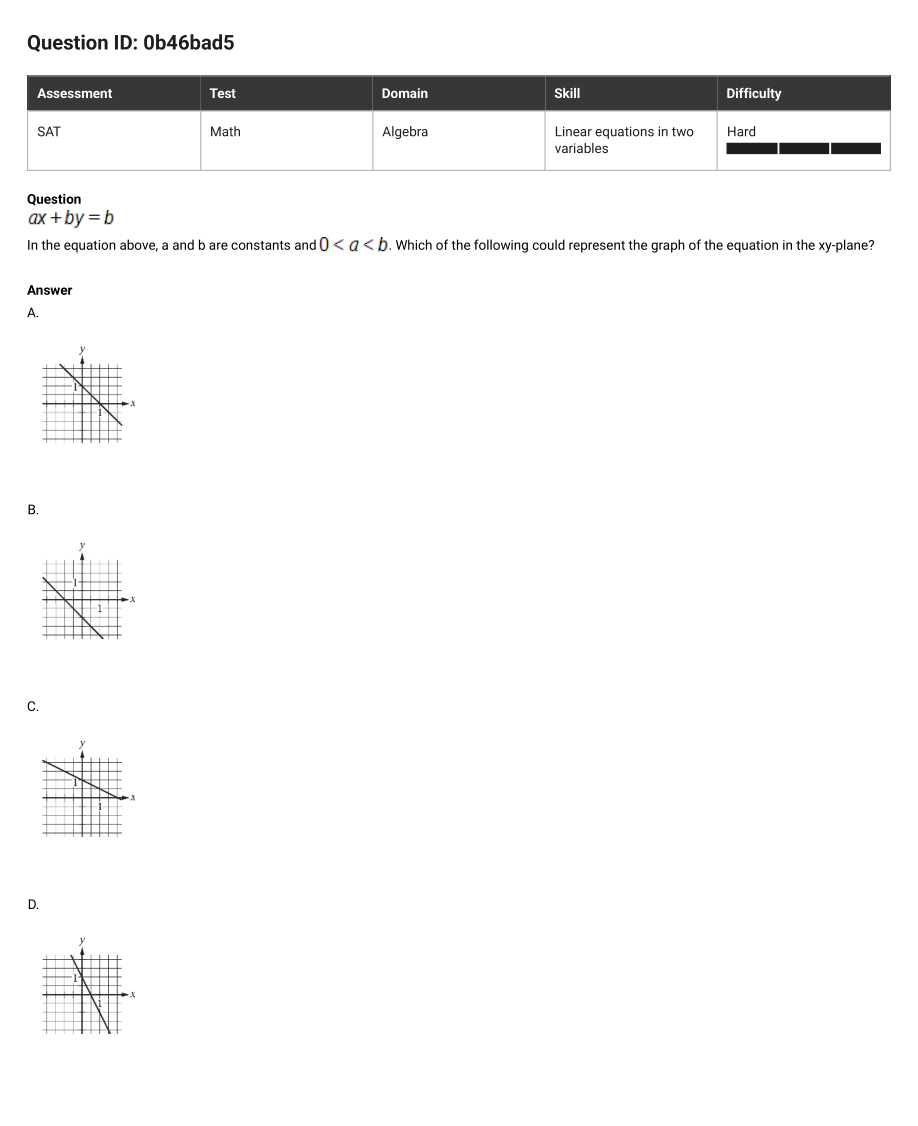 Question ID: 0b46bad5
Assessment Test Domain Skill Difficulty
SAT Math Algebra Linear equations in two variables Hard
Question
ax + by = b
In the equation above, a and b are constants and 0 < a < b. Which of the following could represent the graph of the equation in the xy-plane?
Answer
A.
y
1
x
1
B.
y
1
x
1
C.
y
1
x
1
D.
y
1
x
1